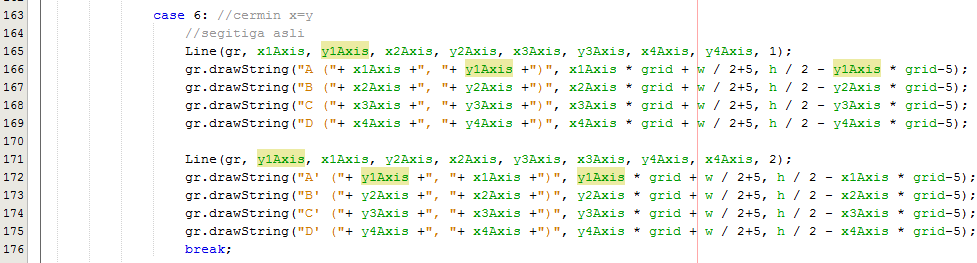 163 case 6: //cermin x=y
164 //segitiga asli
165 Line(gr, x1Axis, y1Axis, x2Axis, y2Axis, x3Axis, y3Axis, x4Axis, y4Axis, 1);
166 gr.drawString("A ("+ x1Axis +", "+ y1Axis +")", x1Axis * grid + w / 2+5, h / 2 - y1Axis * grid-5);
167 gr.drawString("B ("+ x2Axis +", "+ y2Axis +")", x2Axis * grid + w / 2+5, h / 2 - y2Axis * grid-5);
168 gr.drawString("C ("+ x3Axis +", "+ y3Axis +")", x3Axis * grid + w / 2+5, h / 2 - y3Axis * grid-5);
169 gr.drawString("D ("+ x4Axis +", "+ y4Axis +")", x4Axis * grid + w / 2+5, h / 2 - y4Axis * grid-5);
170
171 Line(gr, y1Axis, x1Axis, y2Axis, x2Axis, y3Axis, x3Axis, y4Axis, x4Axis, 2);
172 gr.drawString("A' ("+ y1Axis +", "+ x1Axis +")", y1Axis * grid + w / 2+5, h / 2 - x1Axis * grid-5);
173 gr.drawString("B' ("+ y2Axis +", "+ x2Axis +")", y2Axis * grid + w / 2+5, h / 2 - x2Axis * grid-5);
174 gr.drawString("C' ("+ y3Axis +", "+ x3Axis +")", y3Axis * grid + w / 2+5, h / 2 - x3Axis * grid-5);
175 gr.drawString("D' ("+ y4Axis +", "+ x4Axis +")", y4Axis * grid + w / 2+5, h / 2 - x4Axis * grid-5);
176 break;